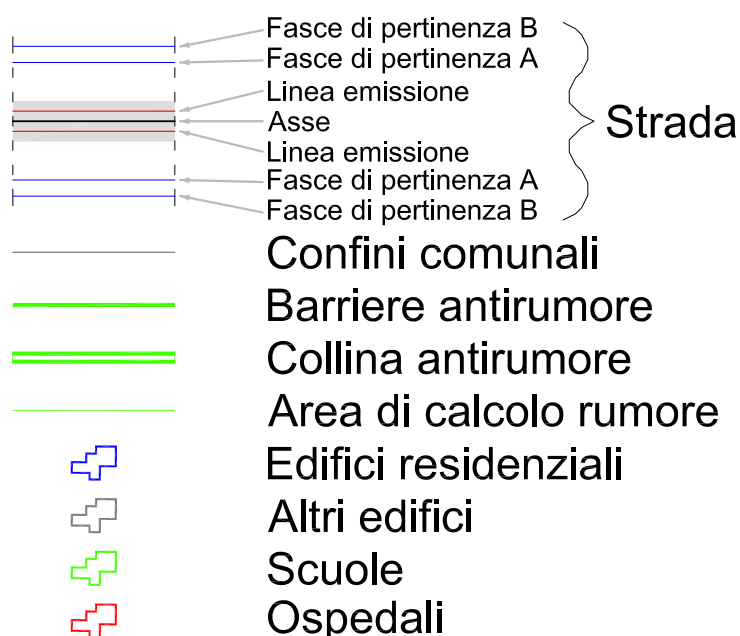 Fasce di pertinenza B
Fasce di pertinenza A
Linea emissione
Asse
Linea emissione
Fasce di pertinenza A
Fasce di pertinenza B
Strada
Confini comunali
Barriere antirumore
Collina antirumore
Area di calcolo rumore
Edifici residenziali
Altri edifici
Scuole
Ospedali